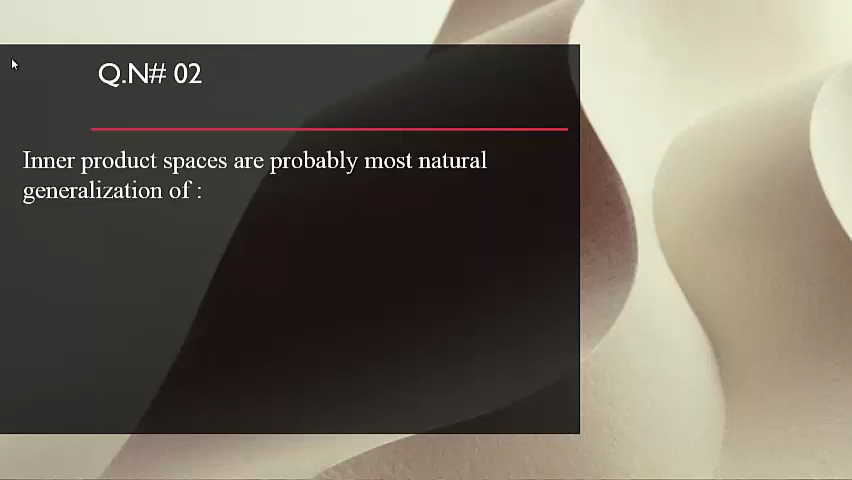 Q.N# 02
Inner product spaces are probably most natural
generalization of :